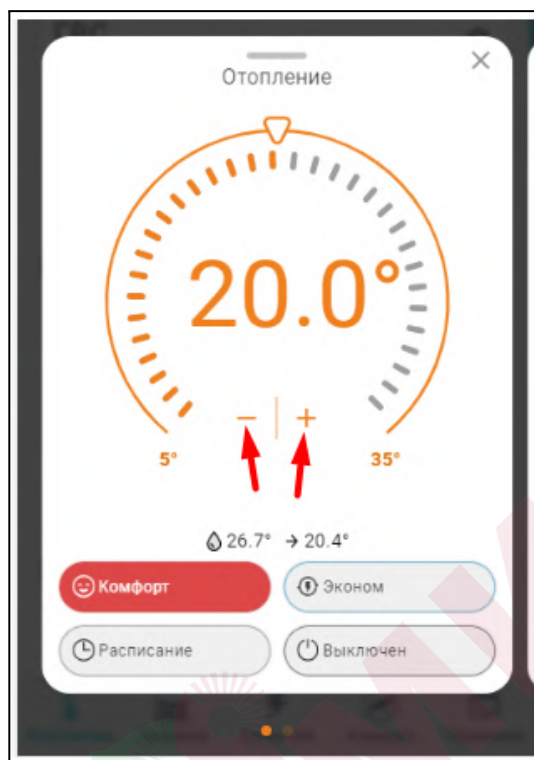 Отопление
20.0°
− +
5° 35°
26.7° → 20.4°
Комфорт Эконом
Расписание Выключен